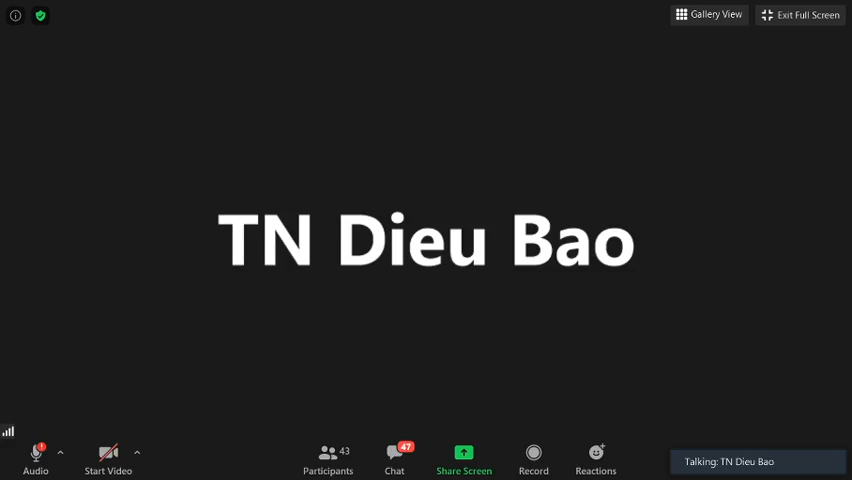 Gallery View
Exit Full Screen
TN Dieu Bao
43
47
Audio
Start Video
Participants
Chat
Share Screen
Record
Reactions
Talking: TN Dieu Bao